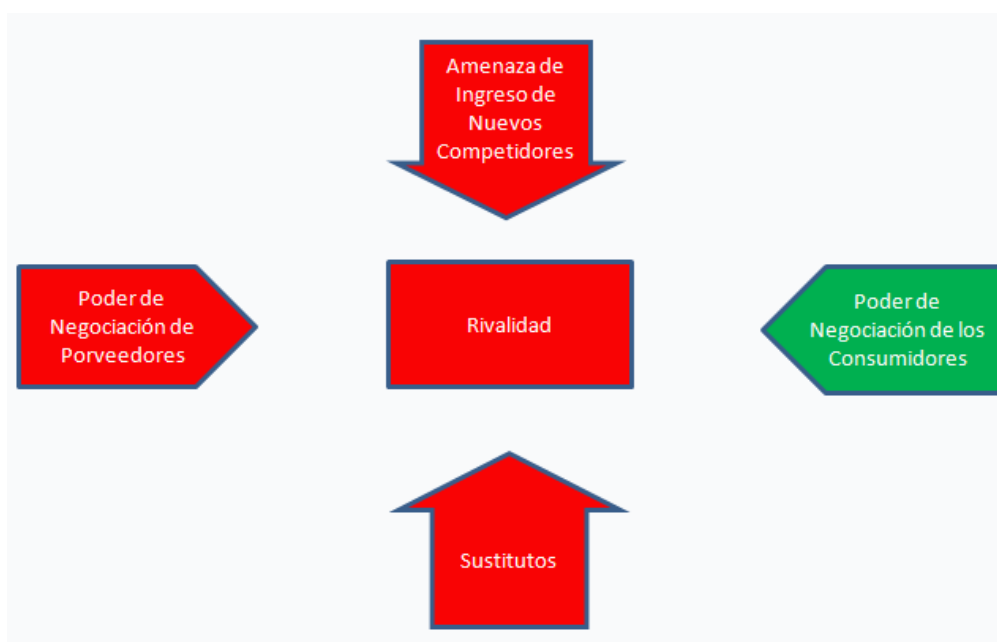 Amenaza de
Ingreso de
Nuevos
Competidores
Poder de
Negociación de
Porveedores
Rivalidad
Poder de
Negociación de los
Consumidores
Sustitutos